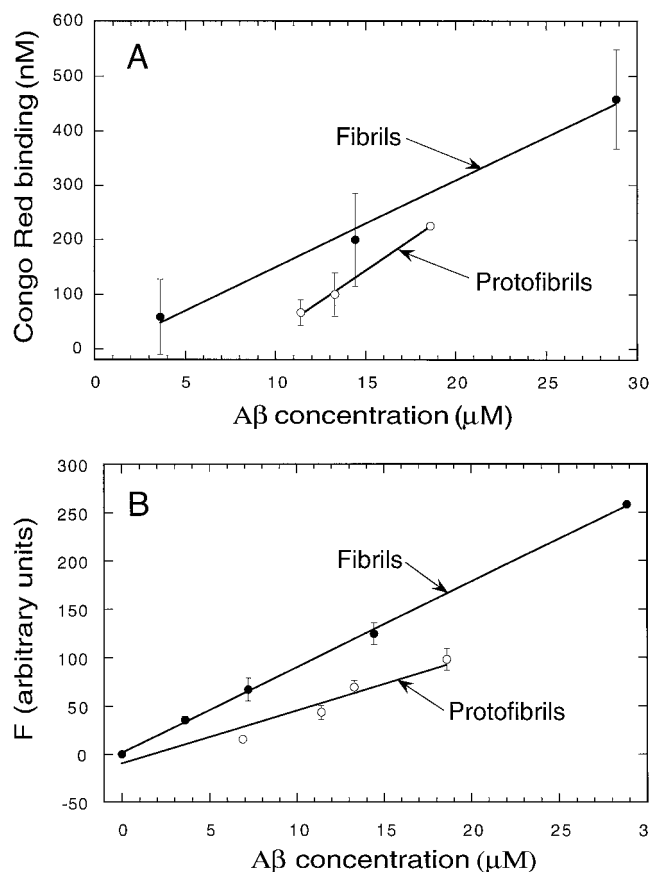 A
Congo Red binding (nM)
600
500
400
300
200
100
0
Fibrils
Protofibrils
0 5 10 15 20 25 30
Aβ concentration (μM)
B
F (arbitrary units)
300
250
200
150
100
50
0
-50
Fibrils
Protofibrils
0 5 10 15 20 25 3
Aβ concentration (μM)